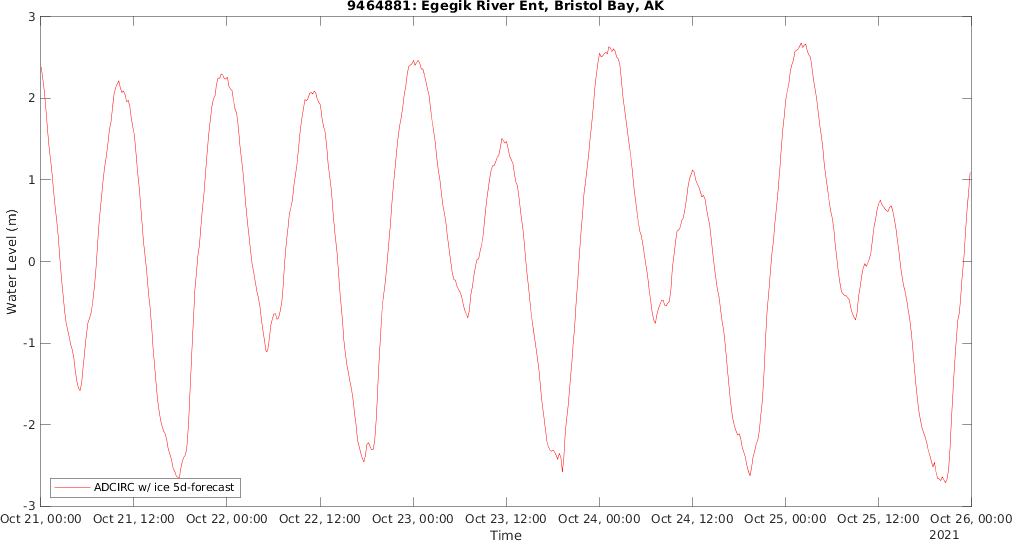 9464881: Egegik River Ent, Bristol Bay, AK
3
2
1
0
-1
-2
-3
Water Level (m)
ADCIRC w/ ice 5d-forecast
Oct 21, 00:00 Oct 21, 12:00 Oct 22, 00:00 Oct 22, 12:00 Oct 23, 00:00 Oct 23, 12:00 Oct 24, 00:00 Oct 24, 12:00 Oct 25, 00:00 Oct 25, 12:00 Oct 26, 00:00
Time
2021